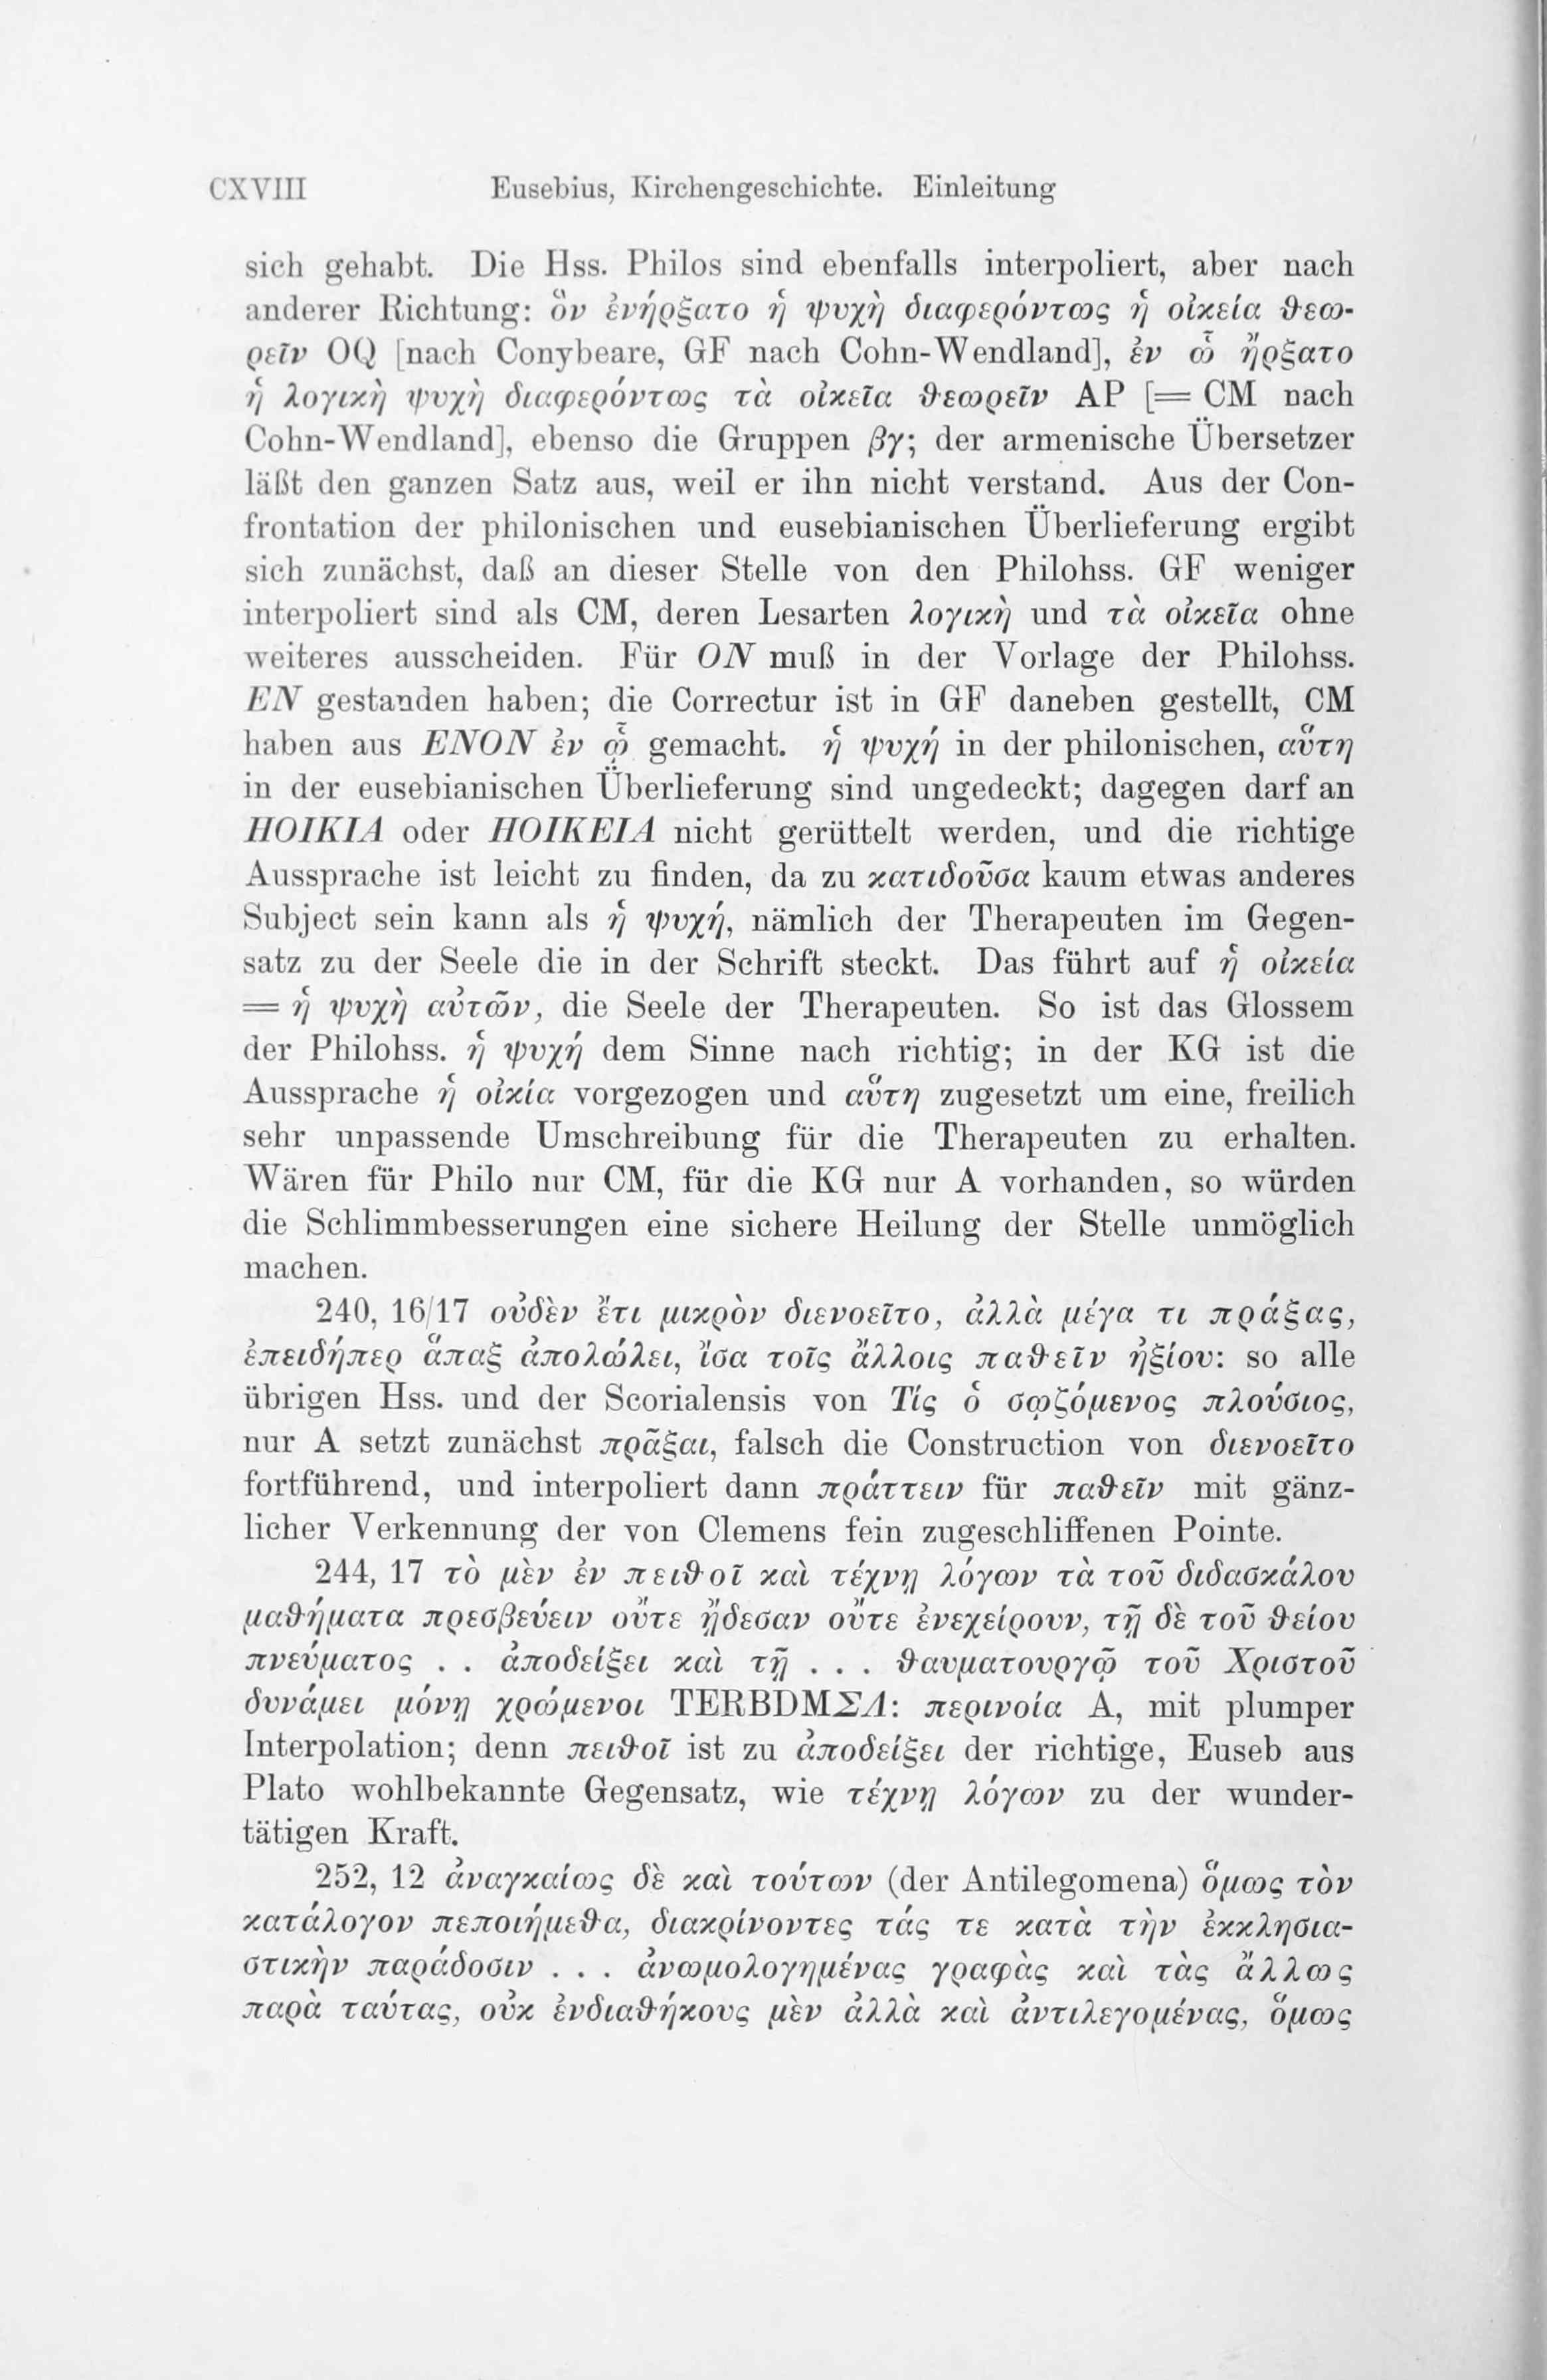 CXVIII Eusebius, Kirchengeschichte. Einleitung
sich gehabt. Die Hss. Philos sind ebenfalls interpoliert, aber nach
anderer Richtung: ὃν ἐνήρξατο ἡ ψυχὴ διαφερόντως ἡ οἰκεία θεω-
ρεῖν OQ [nach Conybeare, GF nach Cohn-Wendland], ἐν ᾧ ἤρξατο
ἡ λογικὴ ψυχὴ διαφερόντως τὰ οἰκεῖα θεωρεῖν AP [= CM nach
Cohn-Wendland], ebenso die Gruppen βγ; der armenische Übersetzer
läßt den ganzen Satz aus, weil er ihn nicht verstand. Aus der Con-
frontation der philonischen und eusebianischen Überlieferung ergibt
sich zunächst, daß an dieser Stelle von den Philohss. GF weniger
interpoliert sind als CM, deren Lesarten λογικὴ und τὰ οἰκεῖα ohne
weiteres ausscheiden. Für ΟΝ muß in der Vorlage der Philohss.
ΕΝ gestanden haben; die Correctur ist in GF daneben gestellt, CM
haben aus ΕΝΟΝ ἐν ᾧ gemacht. ἡ ψυχή in der philonischen, αὕτη
in der eusebianischen Überlieferung sind ungedeckt; dagegen darf an
ΗΟΙΚΙΑ oder ΗΟΙΚΕΙΑ nicht gerüttelt werden, und die richtige
Aussprache ist leicht zu finden, da zu κατιδοῦσα kaum etwas anderes
Subject sein kann als ἡ ψυχή, nämlich der Therapeuten im Gegen-
satz zu der Seele die in der Schrift steckt. Das führt auf ἡ οἰκεία
= ἡ ψυχὴ αὐτῶν, die Seele der Therapeuten. So ist das Glossem
der Philohss. ἡ ψυχή dem Sinne nach richtig; in der KG ist die
Aussprache ἡ οἰκία vorgezogen und αὕτη zugesetzt um eine, freilich
sehr unpassende Umschreibung für die Therapeuten zu erhalten.
Wären für Philo nur CM, für die KG nur A vorhanden, so würden
die Schlimmbesserungen eine sichere Heilung der Stelle unmöglich
machen.
240, 16/17 οὐδὲν ἔτι μικρὸν διενοεῖτο, ἀλλὰ μέγα τι πράξας,
ἐπειδήπερ ἅπαξ ἀπολώλει, ἴσα τοῖς ἄλλοις παθεῖν ἠξίου: so alle
übrigen Hss. und der Scorialensis von Τίς ὁ σῳζόμενος πλούσιος,
nur A setzt zunächst πρᾶξαι, falsch die Construction von διενοεῖτο
fortführend, und interpoliert dann πράττειν für παθεῖν mit gänz-
licher Verkennung der von Clemens fein zugeschliffenen Pointe.
244, 17 τὸ μὲν ἐν πειθοῖ καὶ τέχνῃ λόγων τὰ τοῦ διδασκάλου
μαθήματα πρεσβεύειν οὔτε ᾔδεσαν οὔτε ἐνεχείρουν, τῇ δὲ τοῦ θείου
πνεύματος . . ἀποδείξει καὶ τῇ . . . θαυματουργῷ τοῦ Χριστοῦ
δυνάμει μόνῃ χρώμενοι TERBDMΣΛ: περινοία A, mit plumper
Interpolation; denn πειθοῖ ist zu ἀποδείξει der richtige, Euseb aus
Plato wohlbekannte Gegensatz, wie τέχνῃ λόγων zu der wunder-
tätigen Kraft.
252, 12 ἀναγκαίως δὲ καὶ τούτων (der Antilegomena) ὅμως τὸν
κατάλογον πεποιήμεθα, διακρίνοντες τάς τε κατὰ τὴν ἐκκλησια-
στικὴν παράδοσιν . . . ἀνωμολογημένας γραφὰς καὶ τὰς ἄλλως
παρὰ ταύτας, οὐκ ἐνδιαθήκους μὲν ἀλλὰ καὶ ἀντιλεγομένας, ὅμως